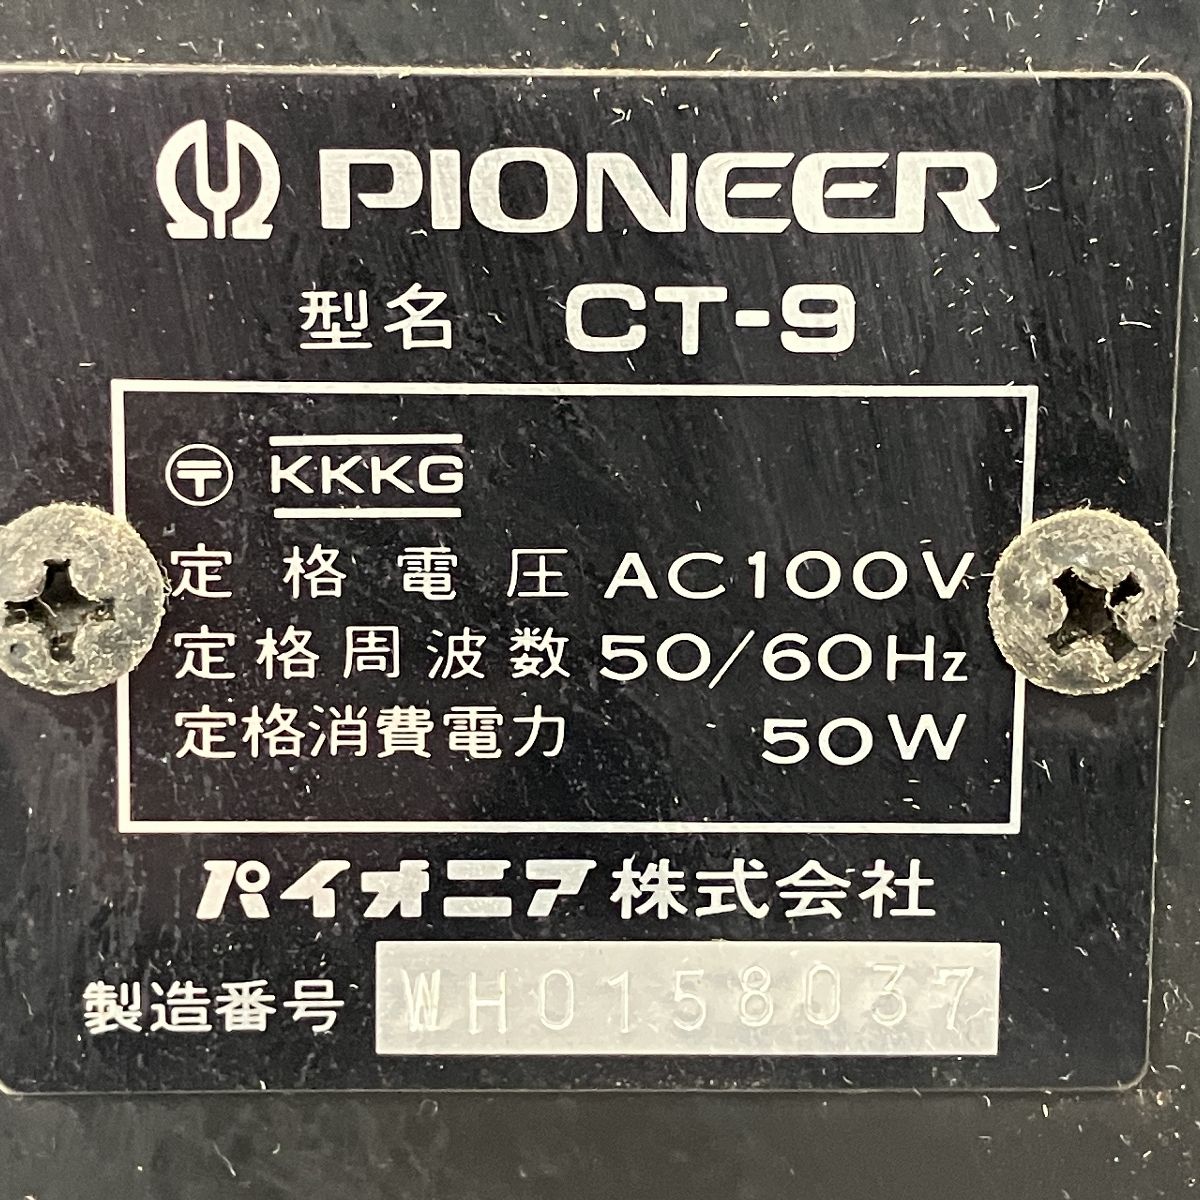 PIONEER
型名 CT-9
〒 KKKG
定格電圧 AC100V
定格周波数 50/60Hz
定格消費電力 50W
パイオニア株式会社
製造番号 WH0158037